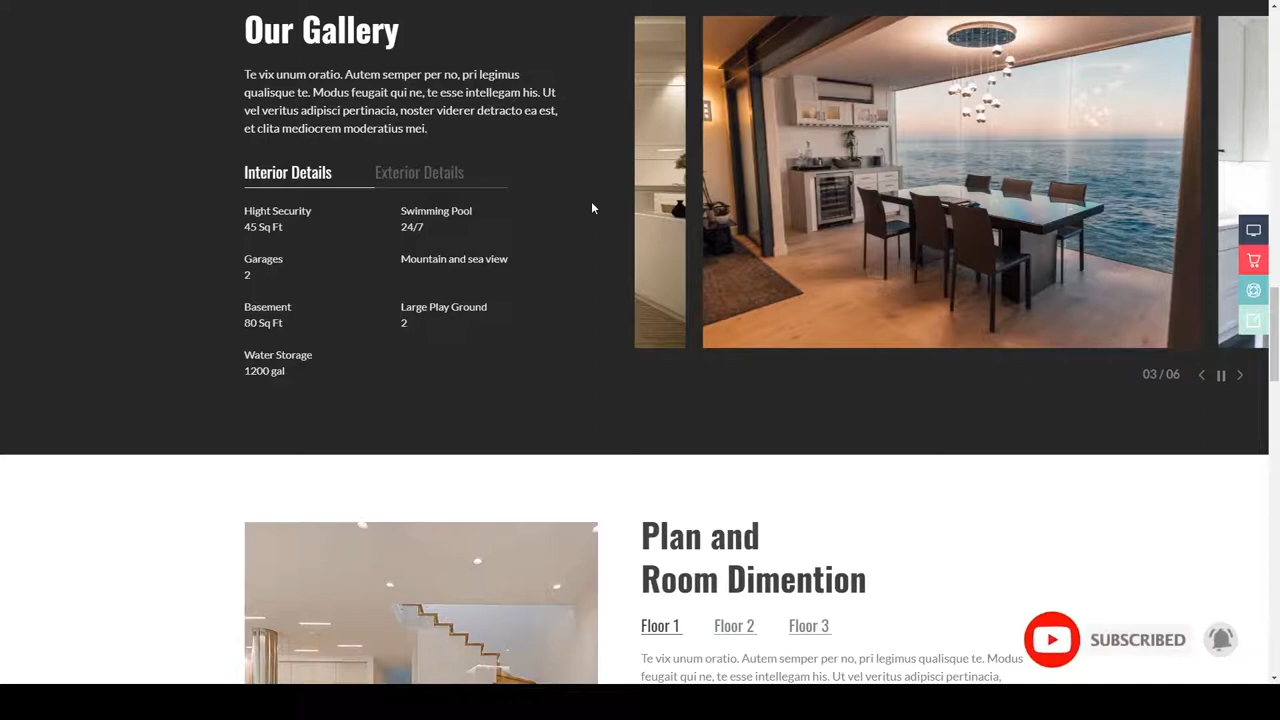 Our Gallery
Te vix unum oratio. Autem semper per no, pri legimus
qualisque te. Modus feugait qui ne, te esse intellegam his. Ut
vel veritus adipisci pertinacia, noster viderer detracto ea est,
et clita mediocrem moderatius mei.
Interior Details
Exterior Details
Hight Security
45 Sq Ft
Swimming Pool
24/7
Garages
2
Mountain and sea view
Basement
80 Sq Ft
Large Play Ground
2
Water Storage
1200 gal
03 / 06
Plan and
Room Dimention
Floor 1
Floor 2
Floor 3
Te vix unum oratio. Autem semper per no, pri legimus qualisque te. Modus
feugait qui ne, te esse intellegam his. Ut vel veritus adipisci pertinacia,
SUBSCRIBED